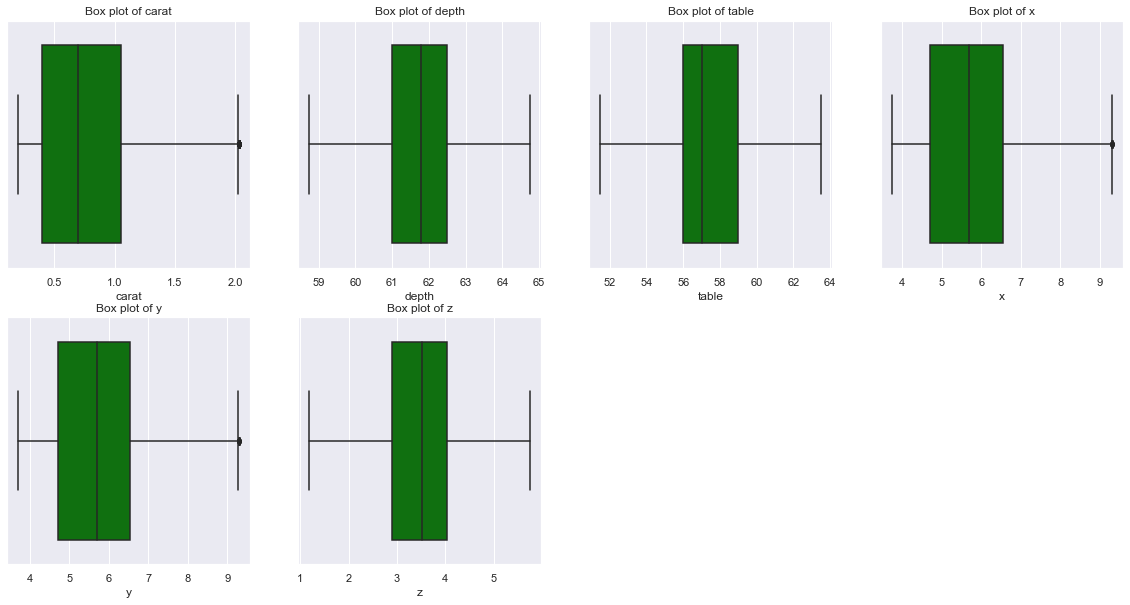 Box plot of carat
0.5 1.0 1.5 2.0
carat
Box plot of depth
59 60 61 62 63 64 65
depth
Box plot of table
52 54 56 58 60 62 64
table
Box plot of x
4 5 6 7 8 9
x
Box plot of y
4 5 6 7 8 9
y
Box plot of z
1 2 3 4 5
z